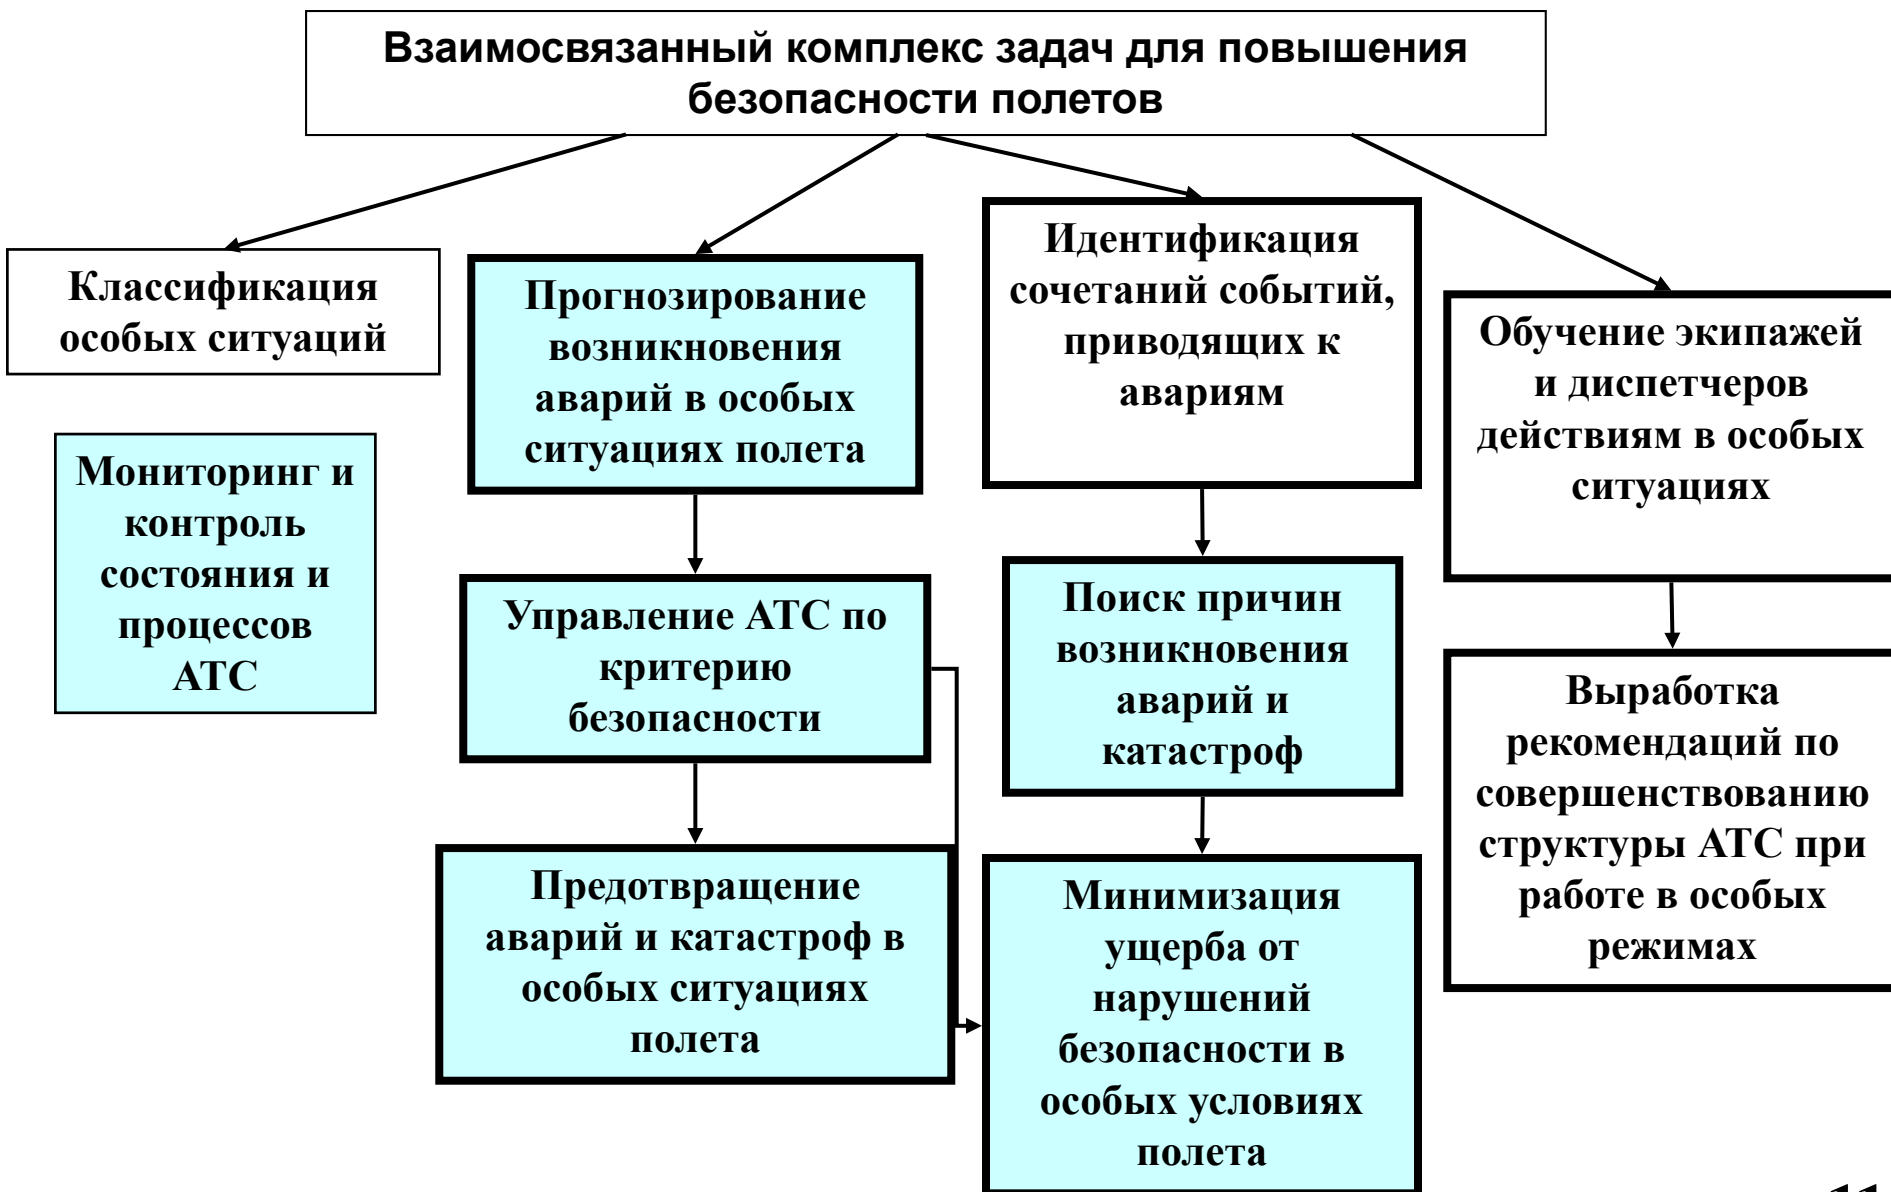 Взаимосвязанный комплекс задач для повышения
безопасности полетов
Классификация
особых ситуаций
Мониторинг и
контроль
состояния и
процессов
АТС
Прогнозирование
возникновения
аварий в особых
ситуациях полета
Управление АТС по
критерию
безопасности
Предотвращение
аварий и катастроф в
особых ситуациях
полета
Идентификация
сочетаний событий,
приводящих к
авариям
Поиск причин
возникновения
аварий и
катастроф
Минимизация
ущерба от
нарушений
безопасности в
особых условиях
полета
Обучение экипажей
и диспетчеров
действиям в особых
ситуациях
Выработка
рекомендаций по
совершенствованию
структуры АТС при
работе в особых
режимах